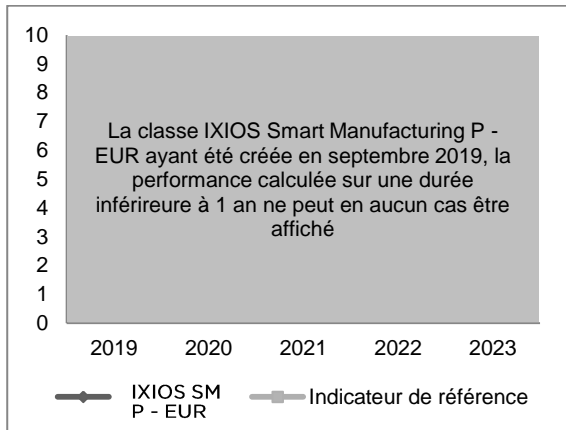 10
9
8
7
6
5
4
3
2
1
0
La classe IXIOS Smart Manufacturing P -
EUR ayant été créée en septembre 2019, la
performance calculée sur une durée
inférireure à 1 an ne peut en aucun cas être
affiché
2019 2020 2021 2022 2023
IXIOS SM
P - EUR
Indicateur de référence